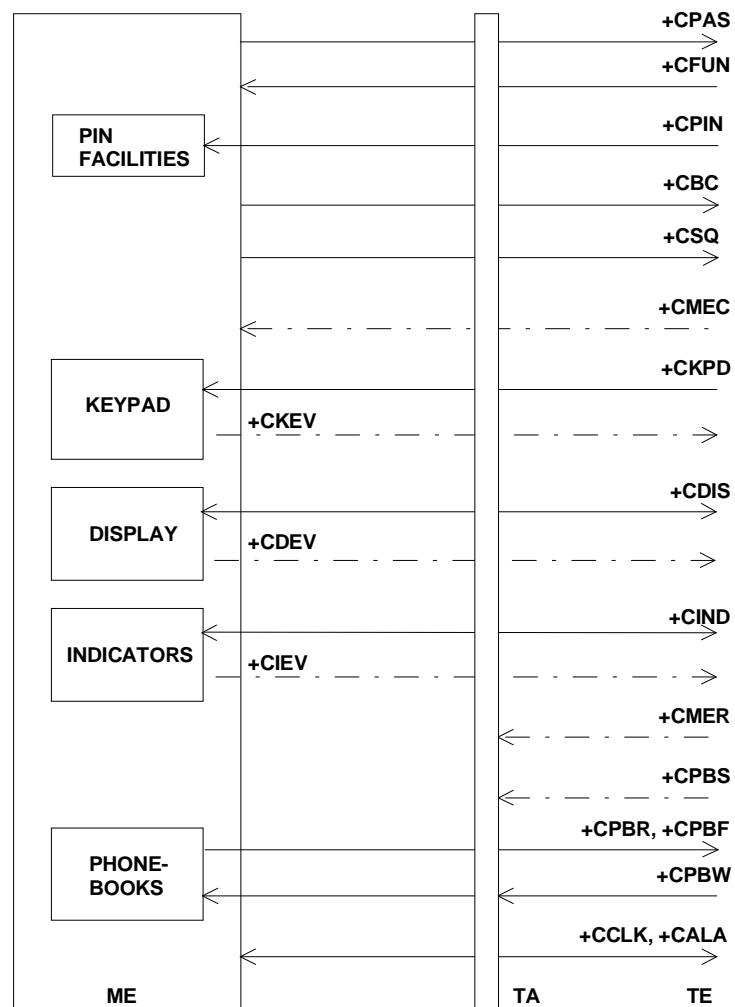 +CPAS
+CFUN
PIN
FACILITIES
+CPIN
+CBC
+CSQ
+CMEC
+CKPD
KEYPAD
+CKEV
+CDIS
DISPLAY
+CDEV
+CIND
INDICATORS
+CIEV
+CMER
+CPBS
+CPBR, +CPBF
PHONE-
BOOKS
+CPBW
+CCLK, +CALA
ME
TA
TE